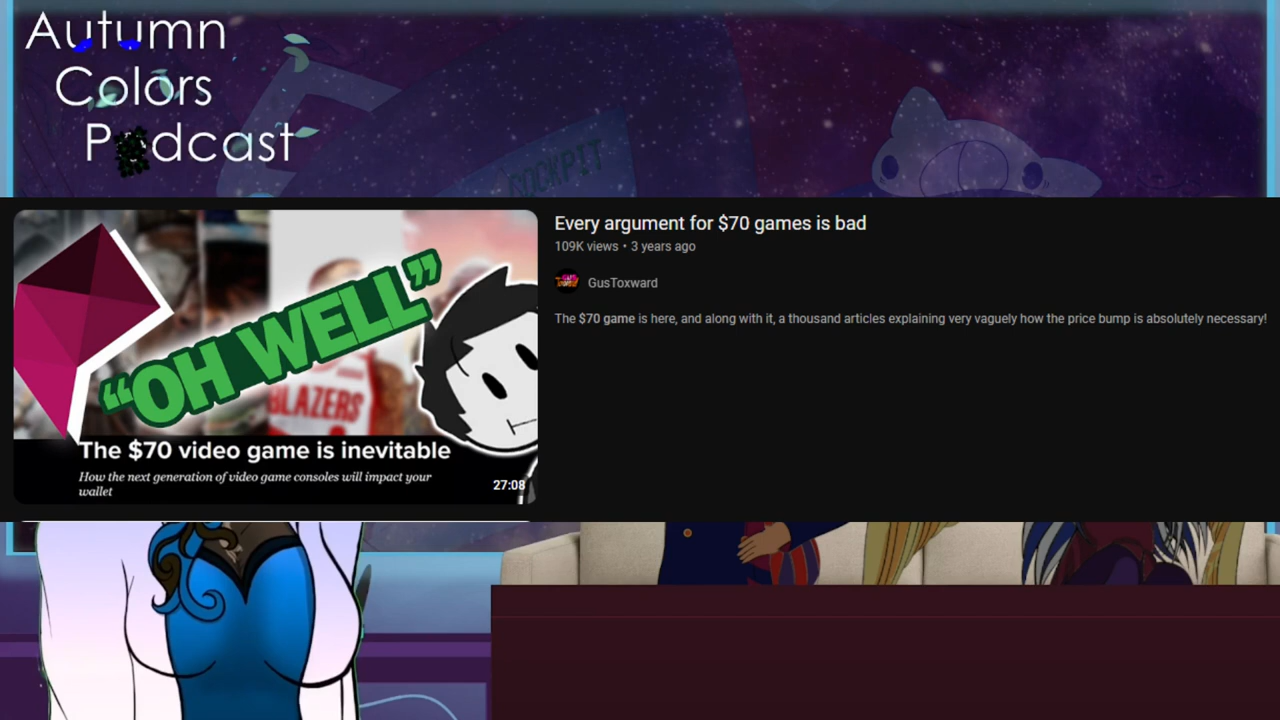 Autumn
Colors
Podcast
COCKPIT
Every argument for $70 games is bad
109K views • 3 years ago
GusToxward
The $70 game is here, and along with it, a thousand articles explaining very vaguely how the price bump is absolutely necessary!
“OH WELL”
BLAZERS
The $70 video game is inevitable
How the next generation of video game consoles will impact your
wallet
27:08